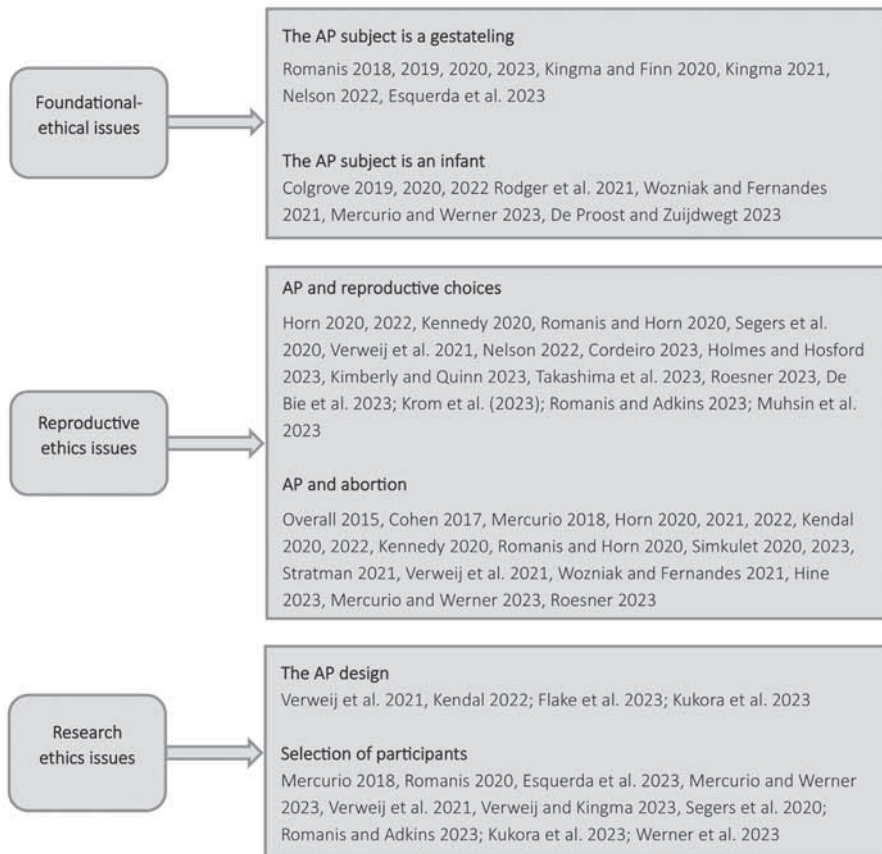 Foundational-
ethical issues
The AP subject is a gestateling
Romanis 2018, 2019, 2020, 2023, Kingma and Finn 2020, Kingma 2021,
Nelson 2022, Esquerda et al. 2023
The AP subject is an infant
Colgrove 2019, 2020, 2022 Rodger et al. 2021, Wozniak and Fernandes
2021, Mercurio and Werner 2023, De Proost and Zuijdwegt 2023
Reproductive
ethics issues
AP and reproductive choices
Horn 2020, 2022, Kennedy 2020, Romanis and Horn 2020, Segers et al.
2020, Verweij et al. 2021, Nelson 2022, Cordeiro 2023, Holmes and Hosford
2023, Kimberly and Quinn 2023, Takashima et al. 2023, Roesner 2023, De
Bie et al. 2023; Krom et al. (2023); Romanis and Adkins 2023; Muhsin et al.
2023
AP and abortion
Overall 2015, Cohen 2017, Mercurio 2018, Horn 2020, 2021, 2022, Kendal
2020, 2022, Kennedy 2020, Romanis and Horn 2020, Simkulet 2020, 2023,
Stratman 2021, Verweij et al. 2021, Wozniak and Fernandes 2021, Hine
2023, Mercurio and Werner 2023, Roesner 2023
Research
ethics issues
The AP design
Verweij et al. 2021, Kendal 2022; Flake et al. 2023; Kukora et al. 2023
Selection of participants
Mercurio 2018, Romanis 2020, Esquerda et al. 2023, Mercurio and Werner
2023, Verweij et al. 2021, Verweij and Kingma 2023, Segers et al. 2020;
Romanis and Adkins 2023; Kukora et al. 2023; Werner et al. 2023